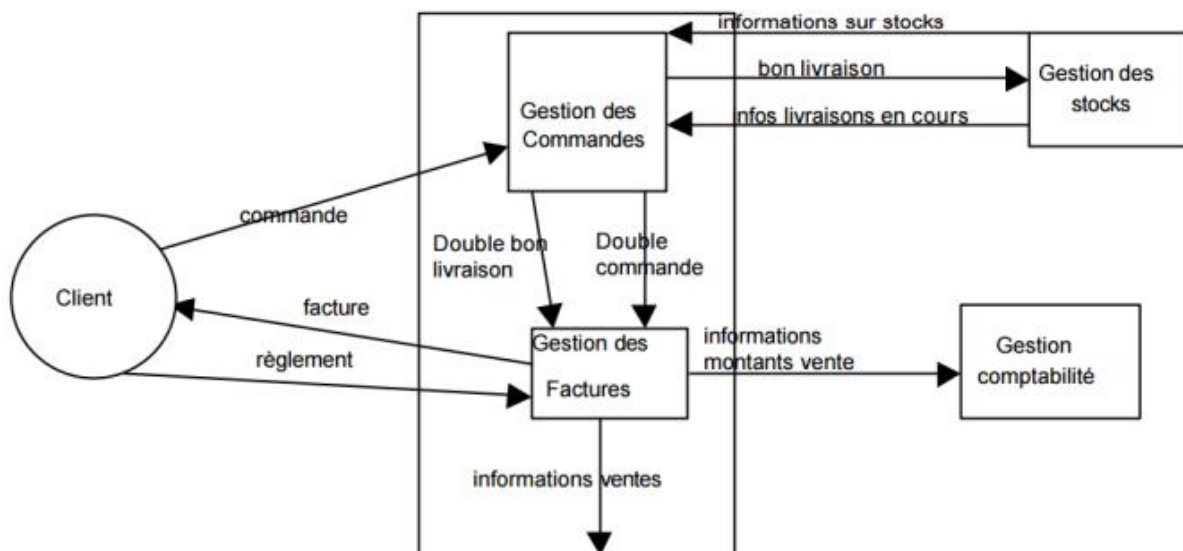 informations sur stocks
bon livraison
Gestion des
stocks
Gestion des
Commandes
infos livraisons en cours
commande
Double bon
livraison
Double
commande
Client
facture
règlement
Gestion des
Factures
informations
montants vente
Gestion
comptabilité
informations ventes